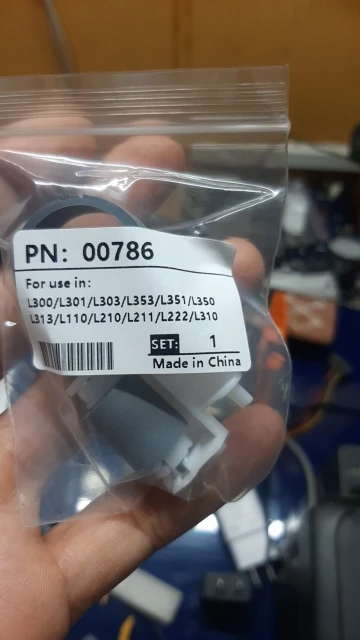 PN: 00786
For use in:
L300/L301/L303/L353/L351/L350
L313/L110/L210/L211/L222/L310
SET: 1
Made in China